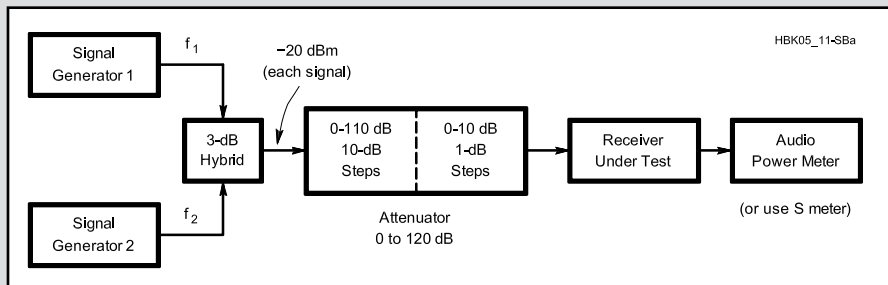 HBK05_11-SBa
Signal
Generator 1
f1
−20 dBm
(each signal)
3-dB
Hybrid
0-110 dB
10-dB
Steps
0-10 dB
1-dB
Steps
Receiver
Under Test
Audio
Power Meter
Signal
Generator 2
f2
Attenuator
0 to 120 dB
(or use S meter)